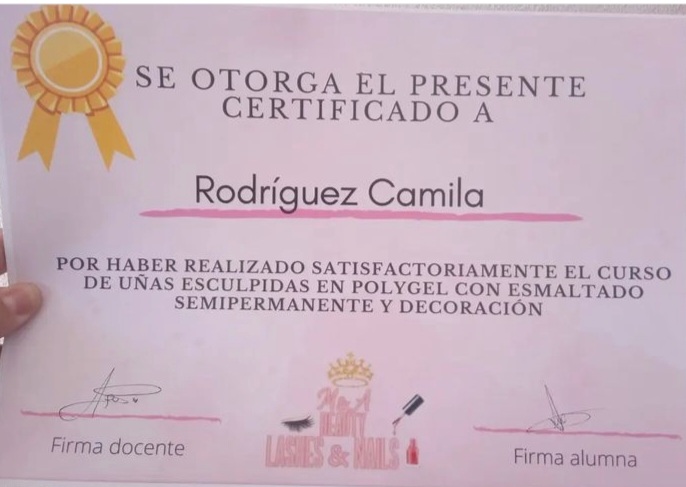 SE OTORGA EL PRESENTE
CERTIFICADO A
Rodríguez Camila
POR HABER REALIZADO SATISFACTORIAMENTE EL CURSO
DE UÑAS ESCULPIDAS EN POLYGEL CON ESMALTADO
SEMIPERMANENTE Y DECORACIÓN
BEAUTY
LASHES & NAILS
Firma docente
Firma alumna